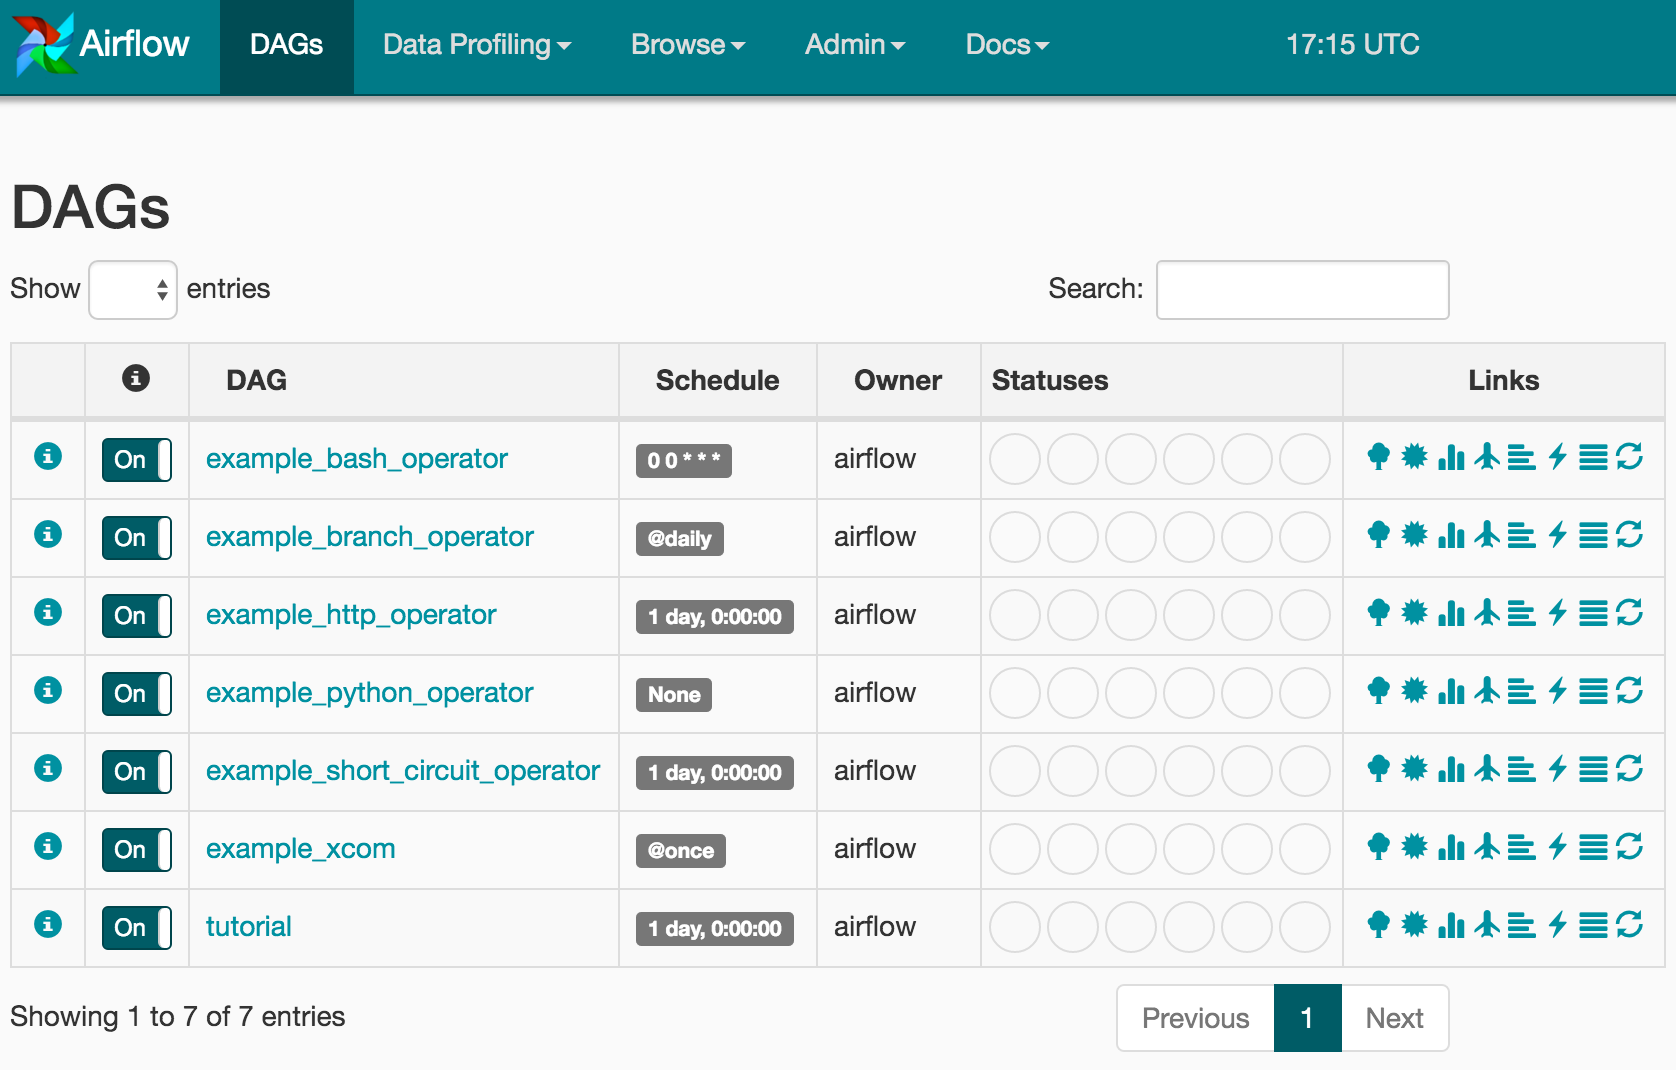 Airflow DAGs Data Profiling Browse Admin Docs 17:15 UTC
DAGs
Show entries Search:
DAG Schedule Owner Statuses Links
On example_bash_operator 0 0 * * * airflow
On example_branch_operator @daily airflow
On example_http_operator 1 day, 0:00:00 airflow
On example_python_operator None airflow
On example_short_circuit_operator 1 day, 0:00:00 airflow
On example_xcom @once airflow
On tutorial 1 day, 0:00:00 airflow
Showing 1 to 7 of 7 entries Previous 1 Next